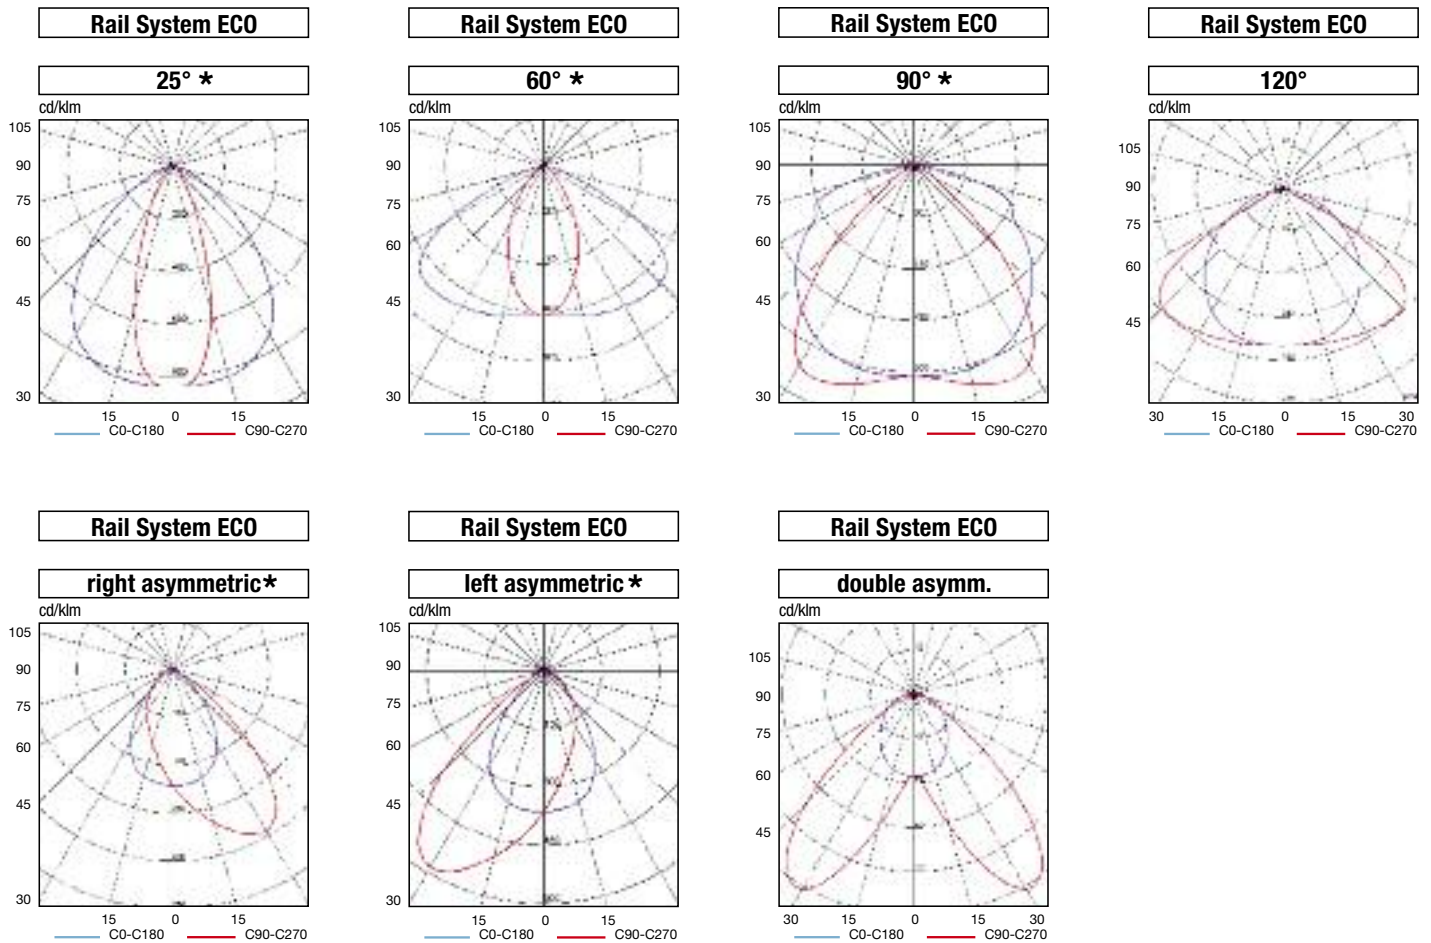 Rail System ECO
25° *
cd/klm
105
90
75
60
45
30
15 0 15
C0-C180 C90-C270
Rail System ECO
60° *
cd/klm
105
90
75
60
45
30
15 0 15
C0-C180 C90-C270
Rail System ECO
90° *
cd/klm
105
90
75
60
45
30
15 0 15
C0-C180 C90-C270
Rail System ECO
120°
cd/klm
105
90
75
60
45
30 15 0 15 30
C0-C180 C90-C270
Rail System ECO
right asymmetric*
cd/klm
105
90
75
60
45
30
15 0 15
C0-C180 C90-C270
Rail System ECO
left asymmetric *
cd/klm
105
90
75
60
45
30
15 0 15
C0-C180 C90-C270
Rail System ECO
double asymm.
cd/klm
105
90
75
60
45
30 15 0 15 30
C0-C180 C90-C270